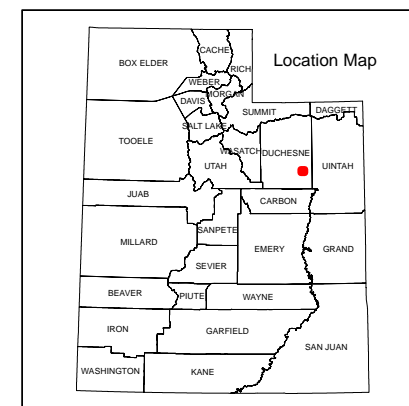 Location Map
CACHE
BOX ELDER
RICH
WEBER
MORGAN
DAVIS
SUMMIT
DAGGETT
SALT LAKE
TOOELE
WASATCH
DUCHESNE
UTAH
UINTAH
JUAB
CARBON
SANPETE
MILLARD
EMERY
GRAND
SEVIER
BEAVER
PIUTE
WAYNE
IRON
GARFIELD
SAN JUAN
WASHINGTON
KANE